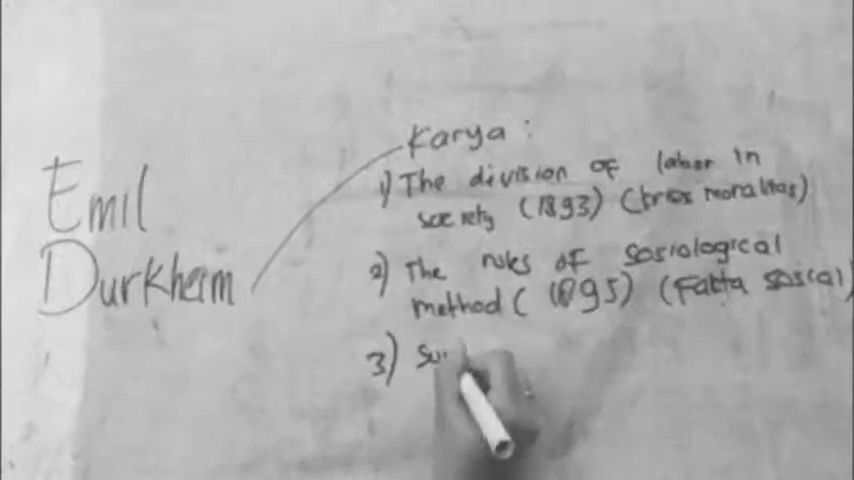 Emil
Durkheim
Karya :
1) The division of labor in
society (1893) (krisis moralitas)
2) The rules of sosiological
method ( 1895) (Fakta sosial)
3) Su